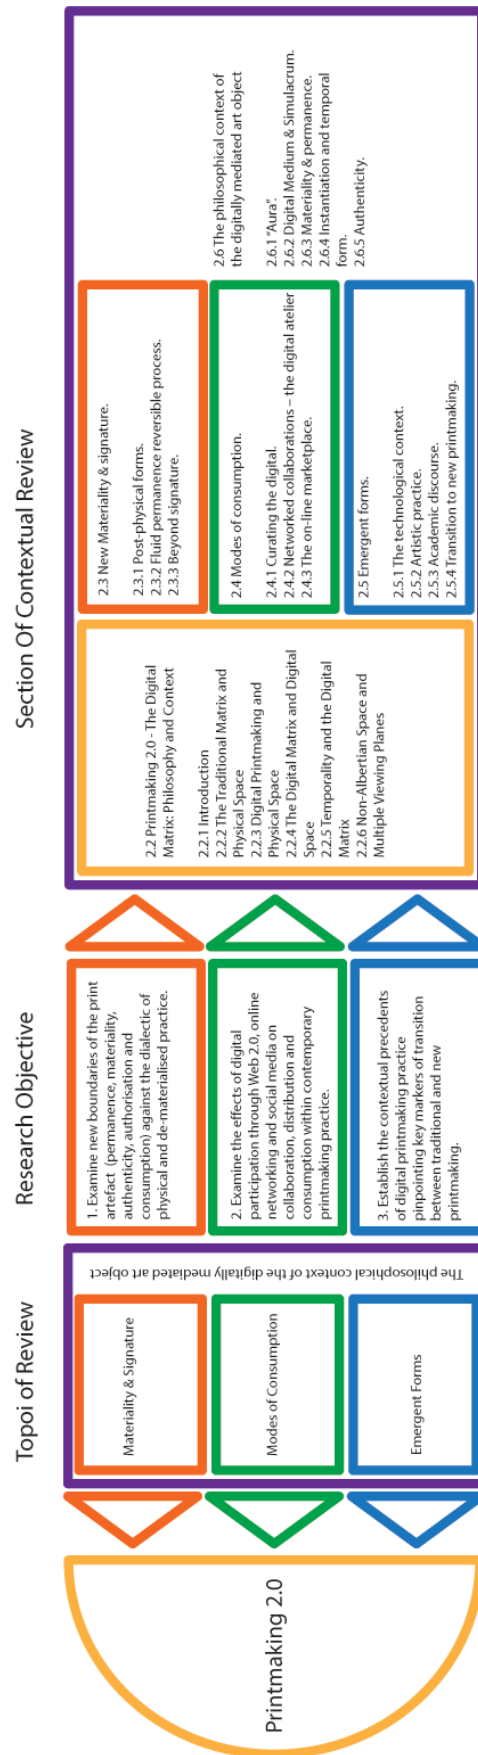 Topoi of Review
Research Objective
Section Of Contextual Review
Printmaking 2.0
Materiality & Signature
Modes of Consumption
Emergent Forms
The philosophical context of the digitally mediated art object
1. Examine new boundaries of the print
artefact (permanence, materiality,
authenticity, authorisation and
consumption) against the dialectic of
physical and de-materialised practice.
2. Examine the effects of digital
participation through Web 2.0, online
networking and social media on
collaboration, distribution and
consumption within contemporary
printmaking practice.
3. Establish the contextual precedents
of digital printmaking practice
pinpointing key markers of transition
between traditional and new
printmaking.
2.2 Printmaking 2.0 - The Digital
Matrix: Philosophy and Context
2.2.1 Introduction
2.2.2 The Traditional Matrix and
Physical Space
2.2.3 Digital Printmaking and
Physical Space
2.2.4 The Digital Matrix and Digital
Space
2.2.5 Temporality and the Digital
Matrix
2.2.6 Non-Albertian Space and
Multiple Viewing Planes
2.3 New Materiality & signature.
2.3.1 Post-physical forms.
2.3.2 Fluid permanence reversible process.
2.3.3 Beyond signature.
2.4 Modes of consumption.
2.4.1 Curating the digital.
2.4.2 Networked collaborations – the digital atelier
2.4.3 The on-line marketplace.
2.5 Emergent forms.
2.5.1 The technological context.
2.5.2 Artistic practice.
2.5.3 Academic discourse.
2.5.4 Transition to new printmaking.
2.6 The philosophical context of
the digitally mediated art object
2.6.1 "Aura".
2.6.2 Digital Medium & Simulacrum.
2.6.3 Materiality & permanence.
2.6.4 Instantiation and temporal
form.
2.6.5 Authenticity.